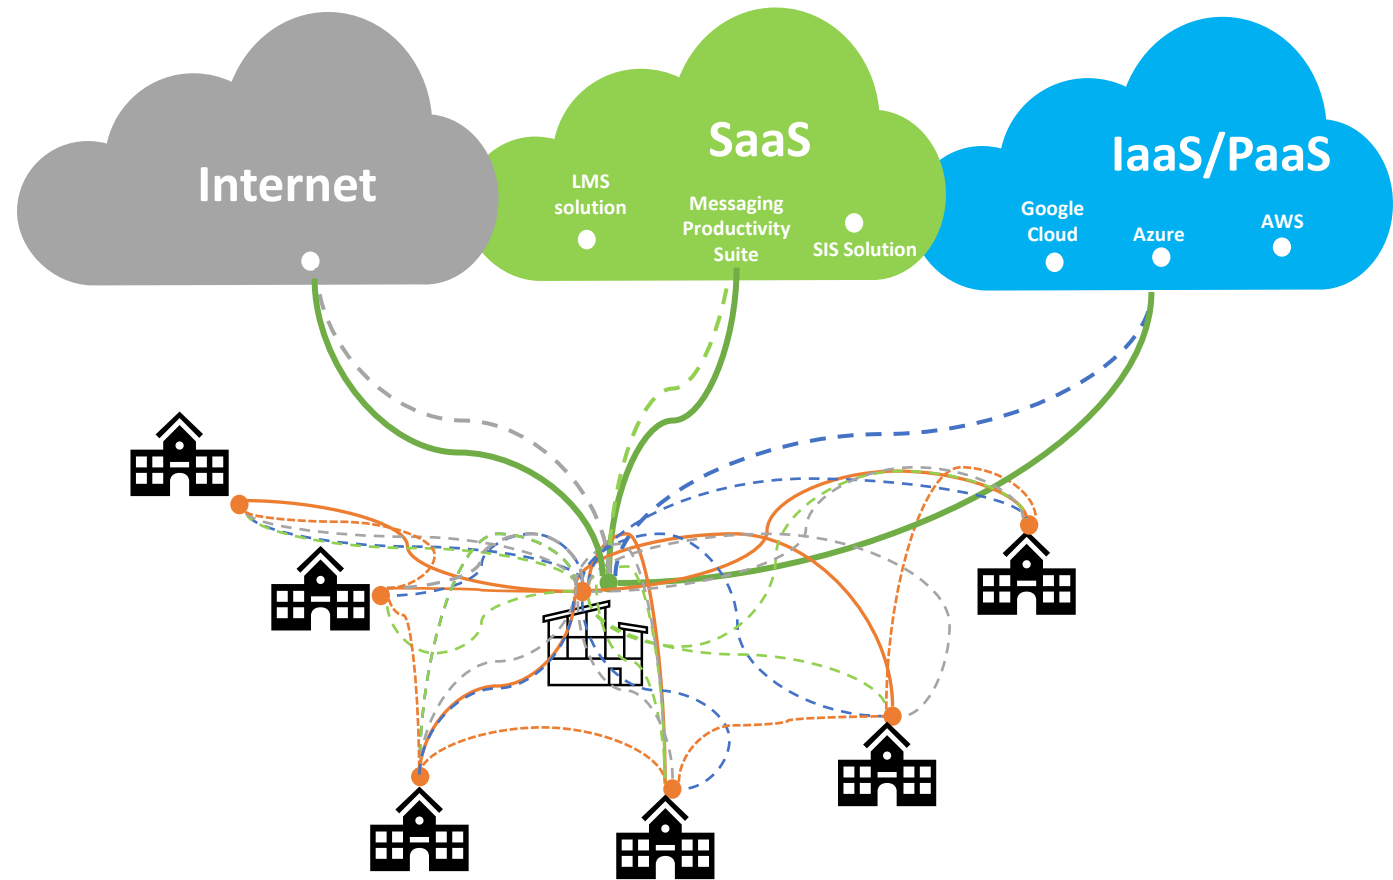 Internet
SaaS
LMS
solution
Messaging
Productivity
Suite
SIS Solution
IaaS/PaaS
Google
Cloud
Azure
AWS